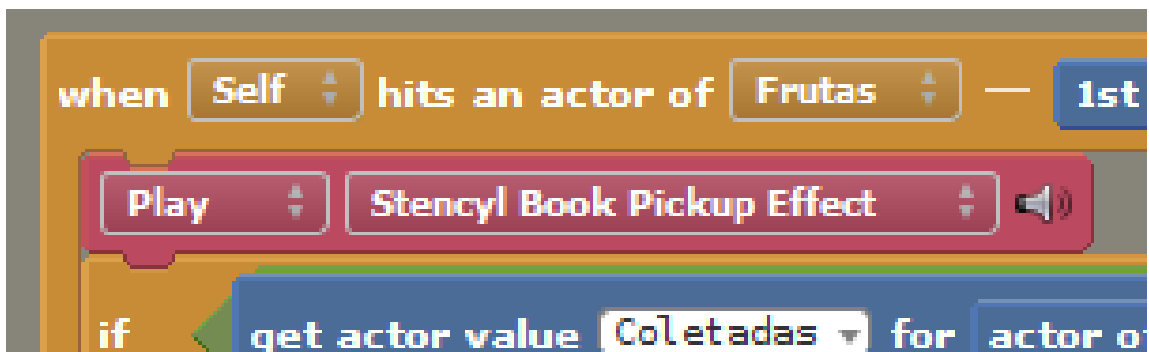 when Self hits an actor of Frutas — 1st
Play Stencyl Book Pickup Effect
if get actor value Coletadas for actor of